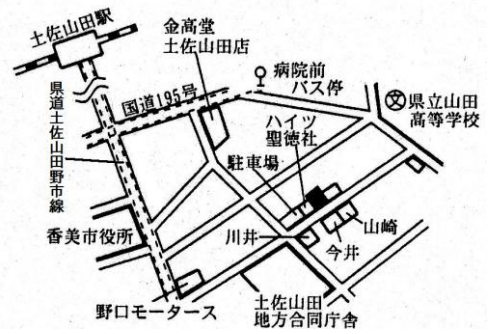 土佐山田駅
金高堂
土佐山田店
病院前
バス停
国道195号
県道土佐山田野市線
文
県立山田
高等学校
ハイツ
聖徳社
駐車場
香美市役所
川井
山崎
今井
野口モータース
土佐山田
地方合同庁舎